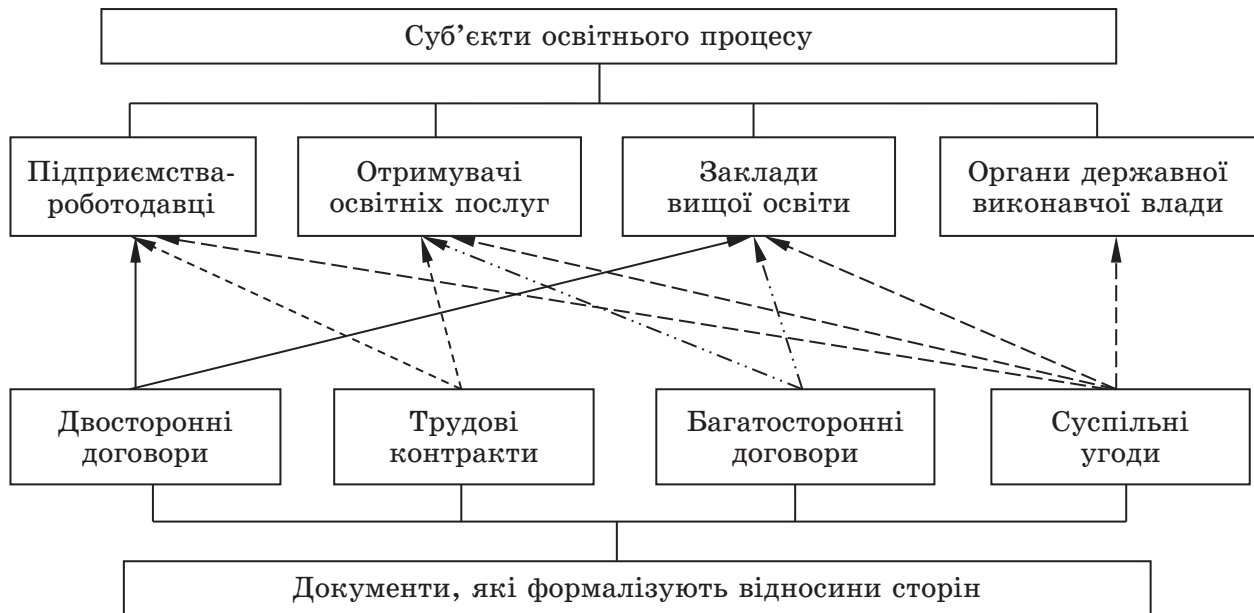 Суб’єкти освітнього процесу
Підприємства-
роботодавці
Отримувачі
освітніх послуг
Заклади
вищої освіти
Органи державної
виконавчої влади
Двосторонні
договори
Трудові
контракти
Багатосторонні
договори
Суспільні
угоди
Документи, які формалізують відносини сторін